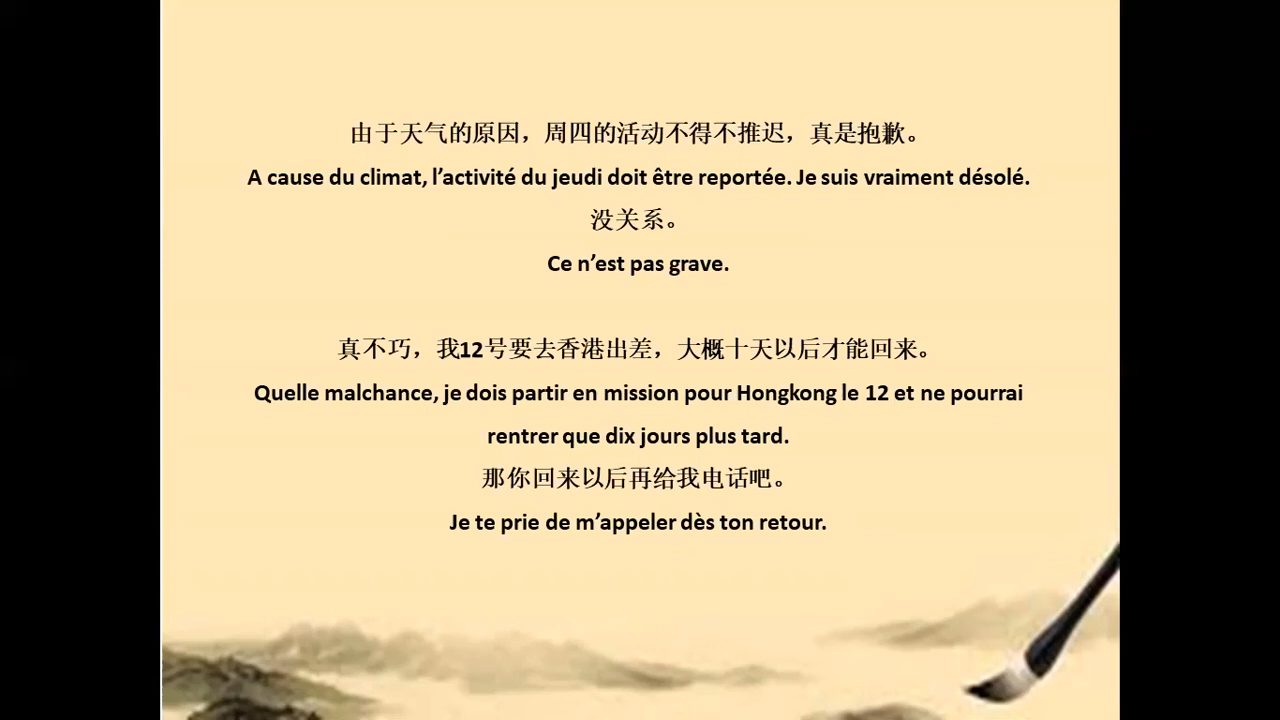 由于天气的原因，周四的活动不得不推迟，真是抱歉。
A cause du climat, l’activité du jeudi doit être reportée. Je suis vraiment désolé.
没关系。
Ce n’est pas grave.
真不巧，我12号要去香港出差，大概十天以后才能回来。
Quelle malchance, je dois partir en mission pour Hongkong le 12 et ne pourrai
rentrer que dix jours plus tard.
那你回来以后再给我电话吧。
Je te prie de m’appeler dès ton retour.